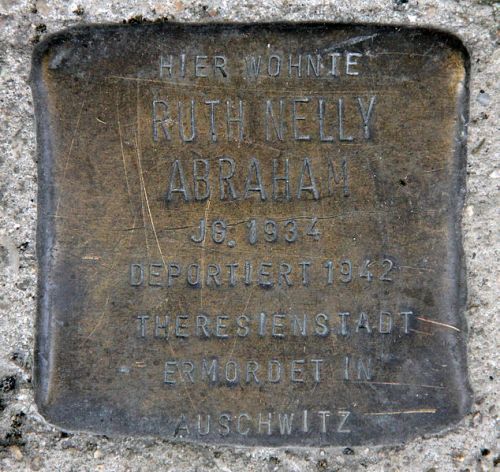 HIER WOHNTE
RUTH NELLY
ABRAHAM
JG. 1934
DEPORTIERT 1942
THERESIENSTADT
ERMORDET IN
AUSCHWITZ